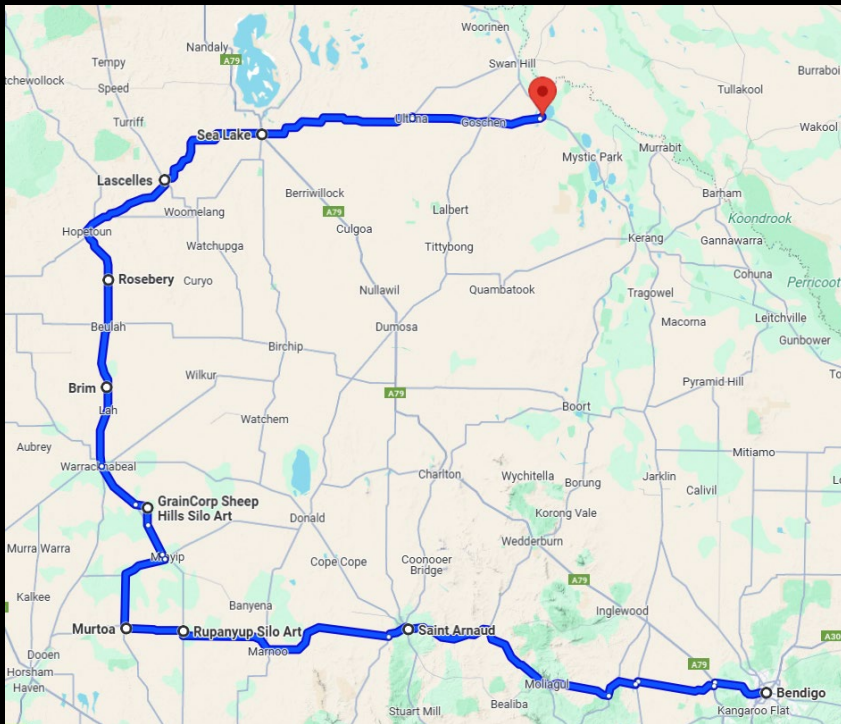 Woorinen
Nandaly
A79
Swan Hill
Tempy
Speed
Tullakool
Turriff
Sea Lake
Ultima
Goschen
Wakool
Mystic Park
Murrabit
Lascelles
Berriwillock
Barham
Woomelang
A79
Lalbert
Koondrook
Culgoa
Hopetoun
Watchupga
Tittybong
Kerang
Gannawarra
Rosebery
Curyo
Cohuna
Nullawil
Quambatook
Tragowel
Leitchville
Macorna
Beulah
Dumosa
Gunbower
Birchip
Wilkur
Pyramid Hill
Brim
A79
Lah
Boort
Watchem
Aubrey
Mitiamo
Warracknabeal
Charlton
Wychitella
Jarklin
Borung
Calivil
GrainCorp Sheep
Hills Silo Art
Donald
Korong Vale
Murra Warra
Wedderburn
Minyip
Cope Cope
Coonooer
Bridge
A79
Kalkee
Banyena
Inglewood
Murtoa
Rupanyup Silo Art
Saint Arnaud
Marnoo
Dooen
A79
Horsham
Moliagul
Haven
Bendigo
Bealiba
Stuart Mill
Kangaroo Flat